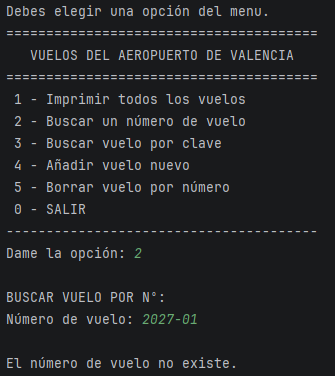 Debes elegir una opción del menu.
=======================================
VUELOS DEL AEROPUERTO DE VALENCIA
=======================================
1 - Imprimir todos los vuelos
2 - Buscar un número de vuelo
3 - Buscar vuelo por clave
4 - Añadir vuelo nuevo
5 - Borrar vuelo por número
0 - SALIR
---------------------------------------
Dame la opción: 2
BUSCAR VUELO POR N°:
Número de vuelo: 2027-01
El número de vuelo no existe.